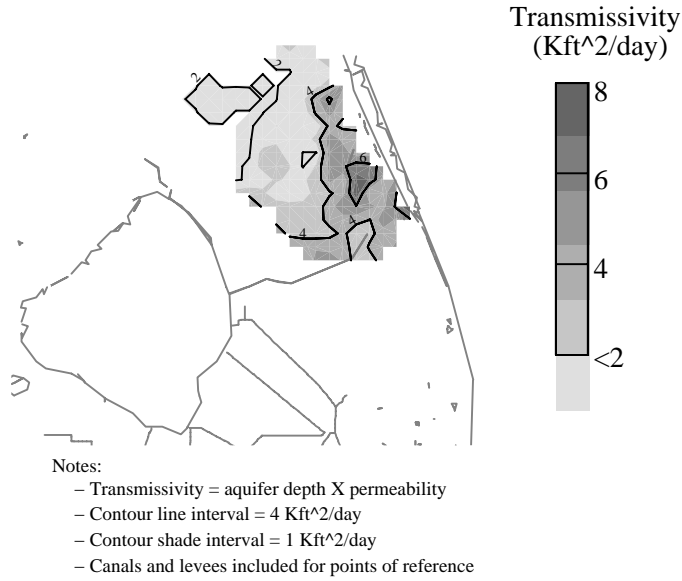 Transmissivity
(Kft^2/day)
8
6
4
<2
2
2
4
6
4
4
Notes:
– Transmissivity = aquifer depth X permeability
– Contour line interval = 4 Kft^2/day
– Contour shade interval = 1 Kft^2/day
– Canals and levees included for points of reference